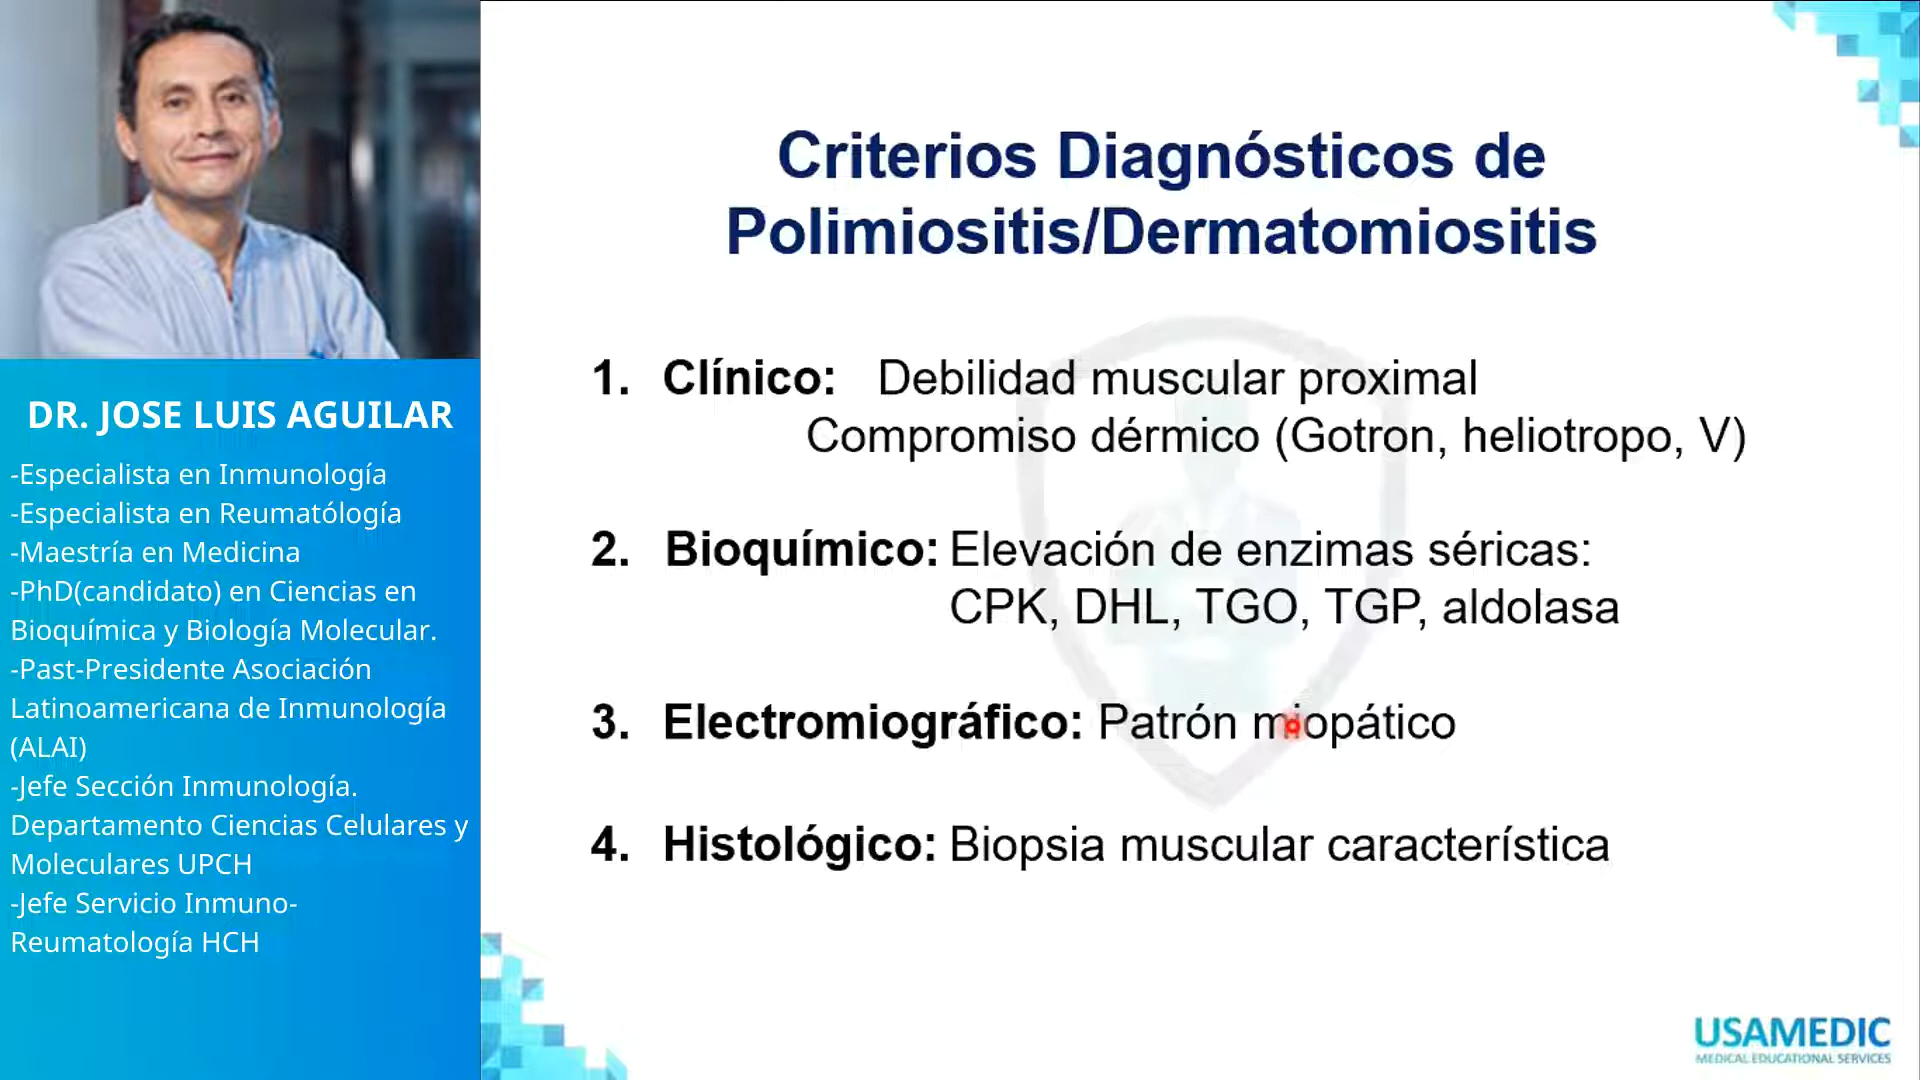 DR. JOSE LUIS AGUILAR
-Especialista en Inmunología
-Especialista en Reumatólogía
-Maestría en Medicina
-PhD(candidato) en Ciencias en
Bioquímica y Biología Molecular.
-Past-Presidente Asociación
Latinoamericana de Inmunología
(ALAI)
-Jefe Sección Inmunología.
Departamento Ciencias Celulares y
Moleculares UPCH
-Jefe Servicio Inmuno-
Reumatología HCH
Criterios Diagnósticos de
Polimiositis/Dermatomiositis
1. Clínico: Debilidad muscular proximal
Compromiso dérmico (Gotron, heliotropo, V)
2. Bioquímico: Elevación de enzimas séricas:
CPK, DHL, TGO, TGP, aldolasa
3. Electromiográfico: Patrón miopático
4. Histológico: Biopsia muscular característica
USAMEDIC
MEDICAL EDUCATIONAL SERVICES